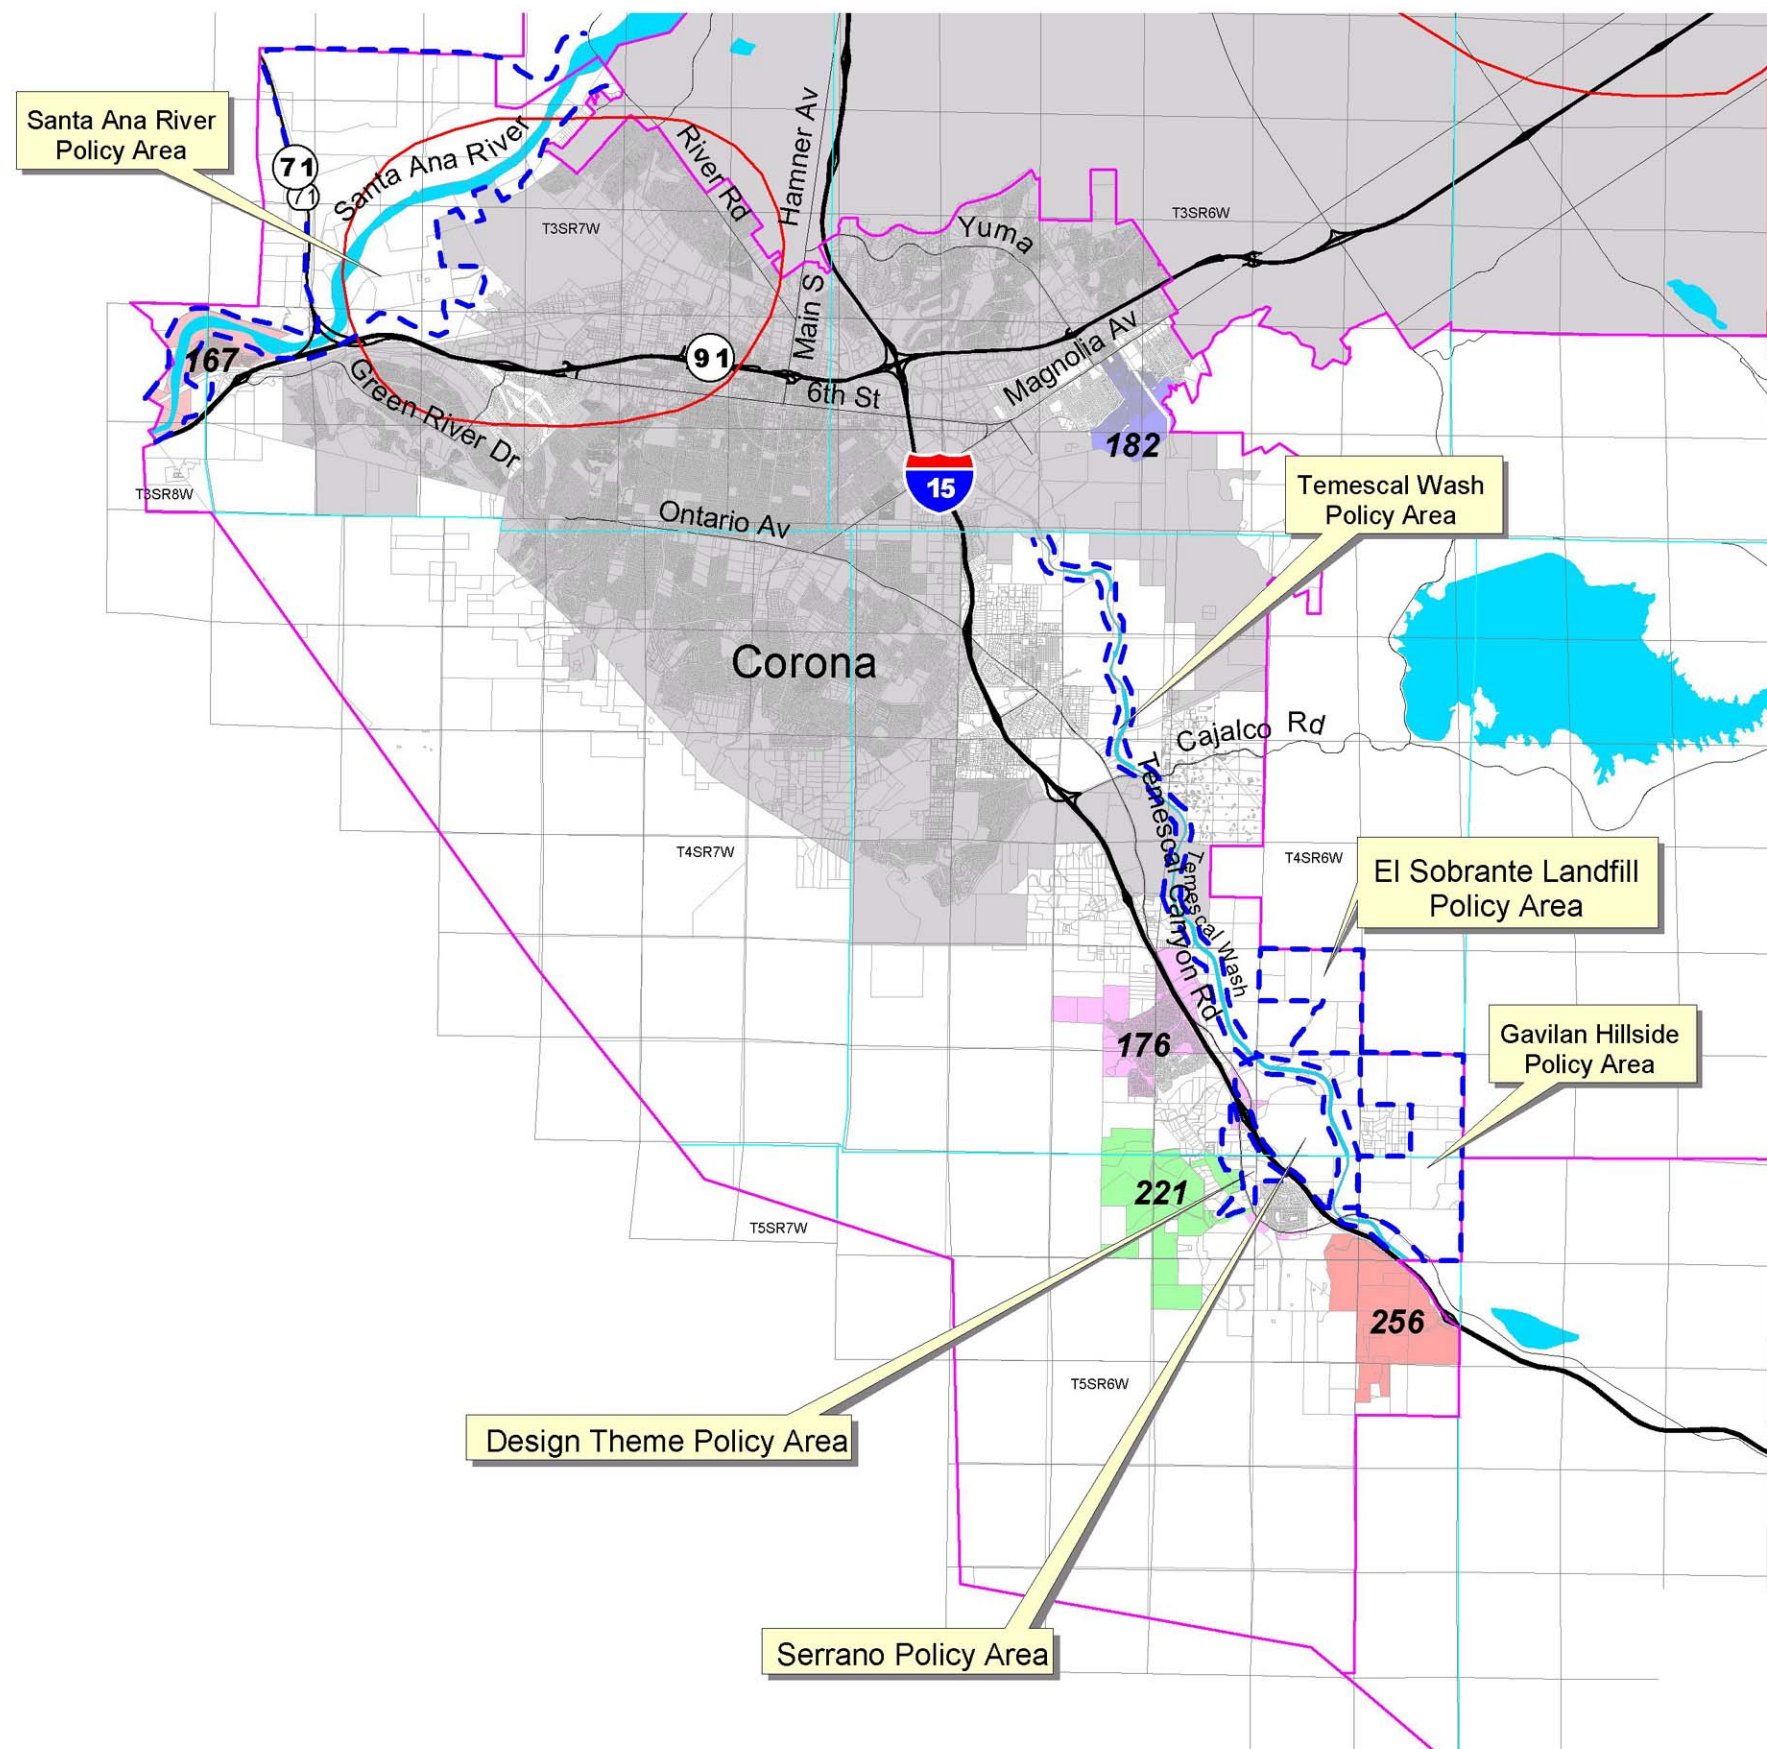 Santa Ana River
Policy Area
71
71
Santa Ana River
River Rd
Hamner Av
T3SR7W
Yuma
T3SR6W
167
Green River Dr
91
Main S
6th St
Magnolia Av
182
T3SR8W
15
Ontario Av
Temescal Wash
Policy Area
Corona
Cajalco Rd
Temescal Canyon Rd
Temescal Wash
T4SR7W
T4SR6W
El Sobrante Landfill
Policy Area
176
Gavilan Hillside
Policy Area
221
T5SR7W
256
T5SR6W
Design Theme Policy Area
Serrano Policy Area